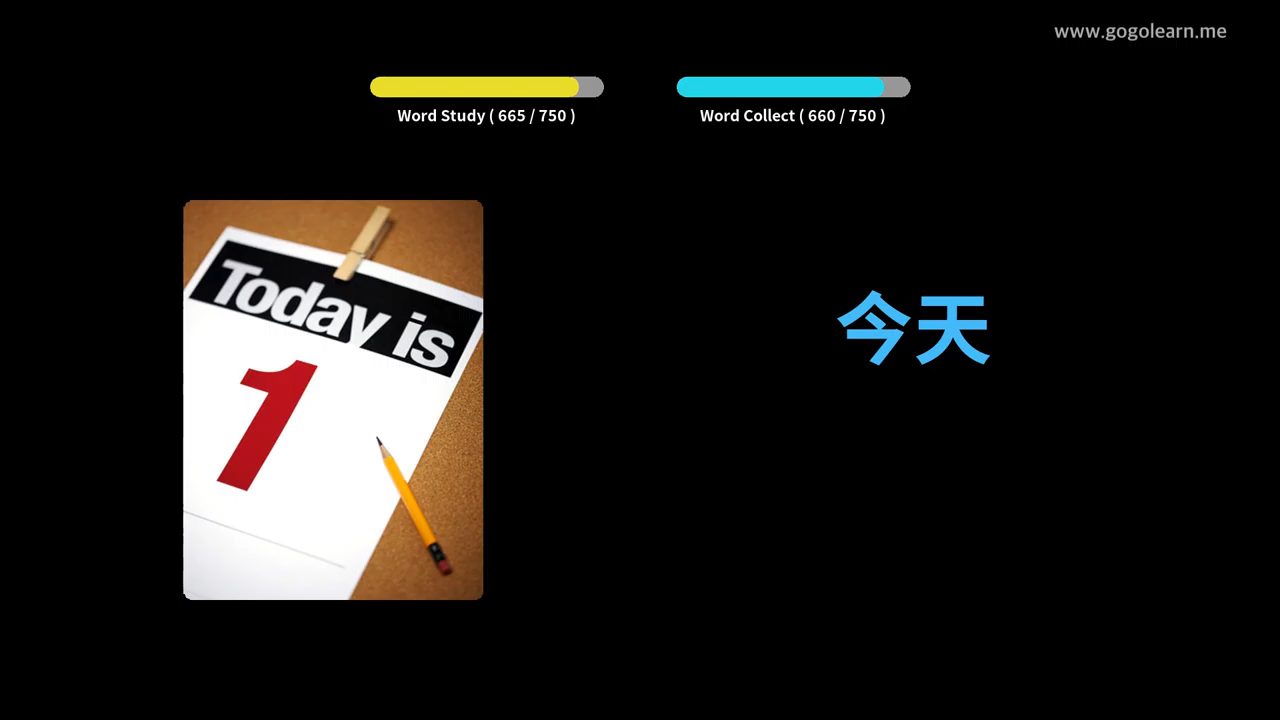 www.gogolearn.me
Word Study ( 665 / 750 )
Word Collect ( 660 / 750 )
Today is
1
今天